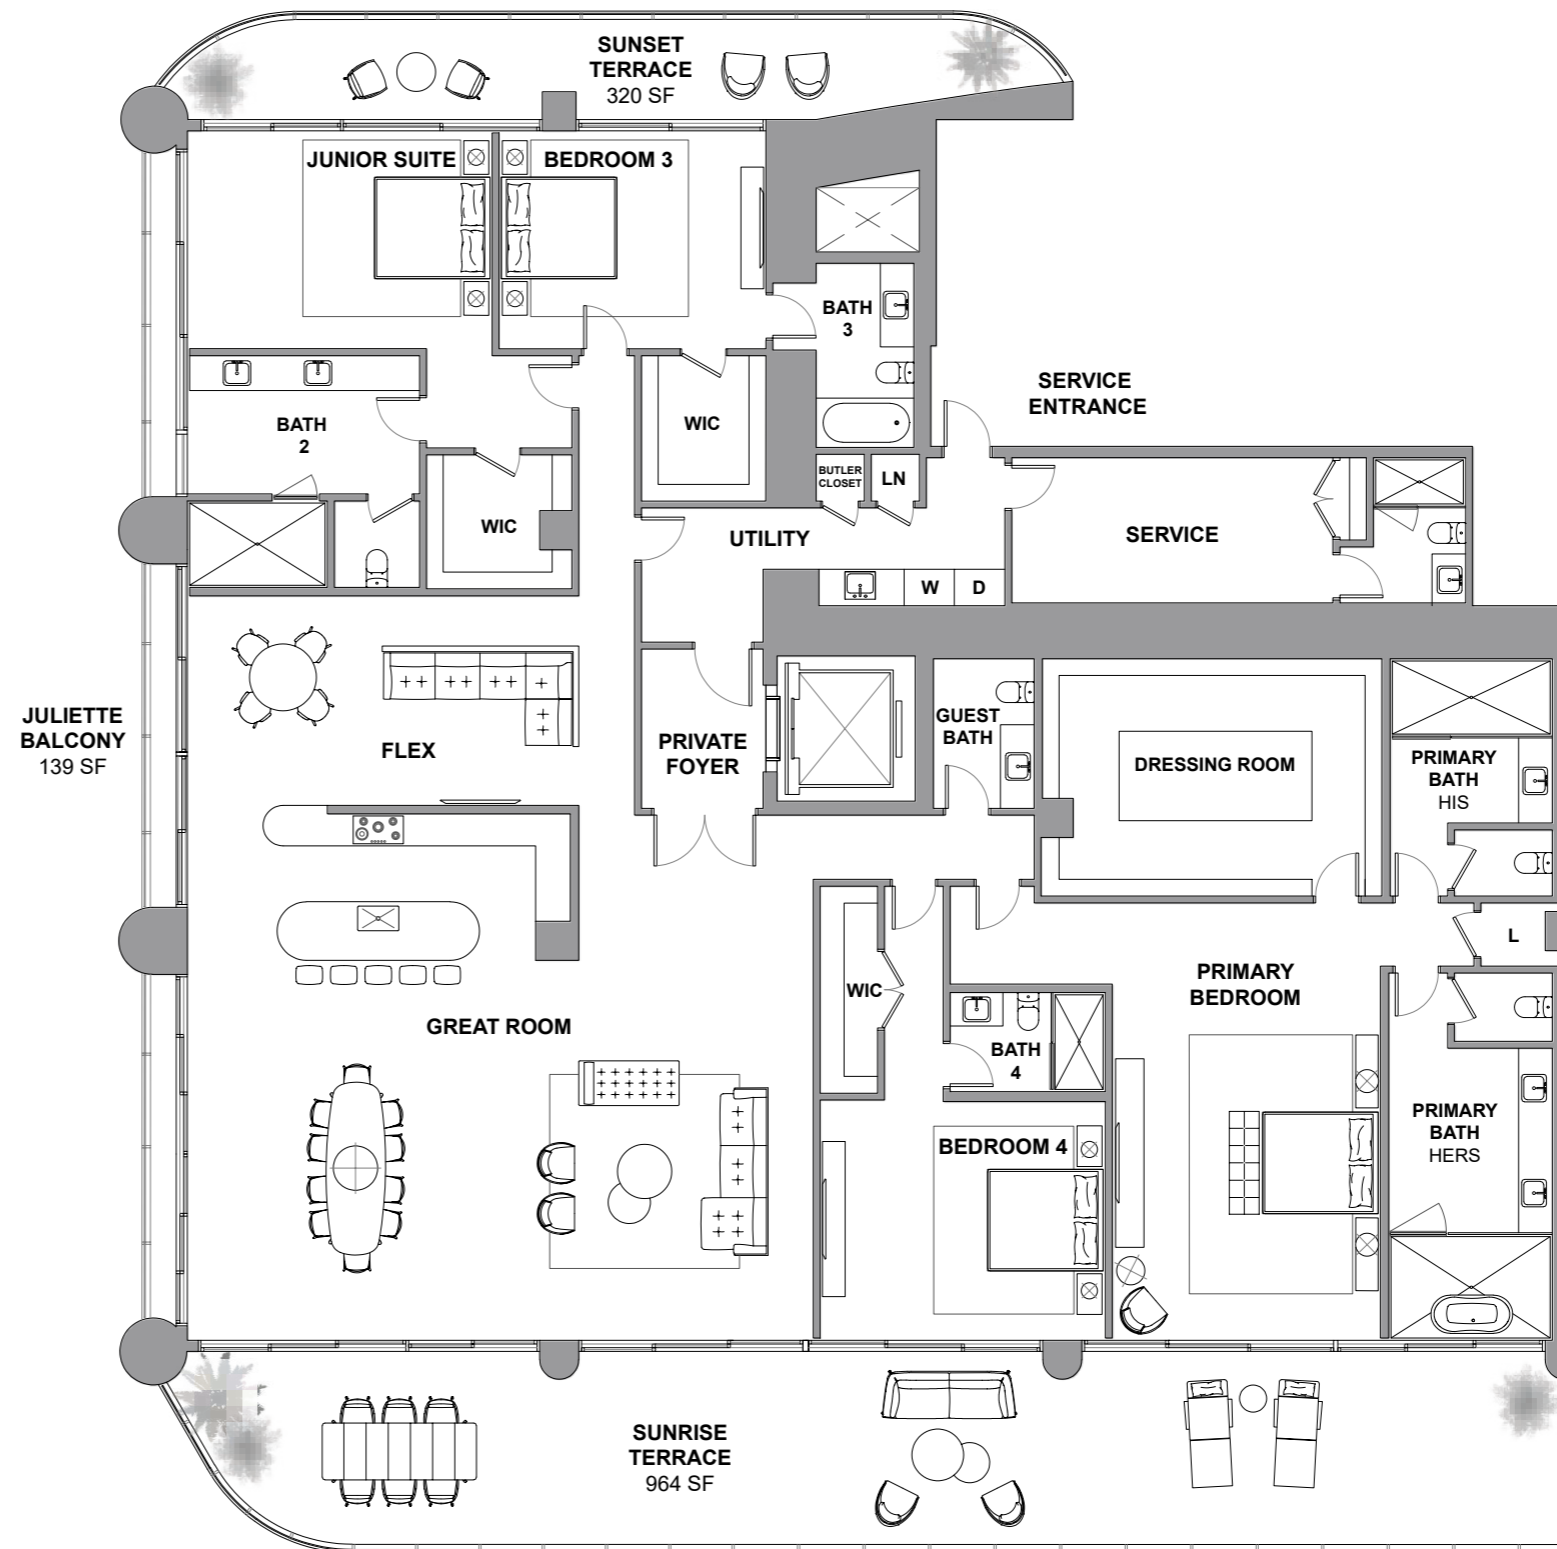 SUNSET
TERRACE
320 SF
JUNIOR SUITE
BEDROOM 3
BATH
3
SERVICE
ENTRANCE
WIC
BATH
2
BUTLER
CLOSET
LN
WIC
UTILITY
SERVICE
W
D
JULIETTE
BALCONY
139 SF
FLEX
PRIVATE
FOYER
GUEST
BATH
DRESSING ROOM
PRIMARY
BATH
HIS
L
WIC
PRIMARY
BEDROOM
GREAT ROOM
BATH
4
BEDROOM 4
PRIMARY
BATH
HERS
SUNRISE
TERRACE
964 SF